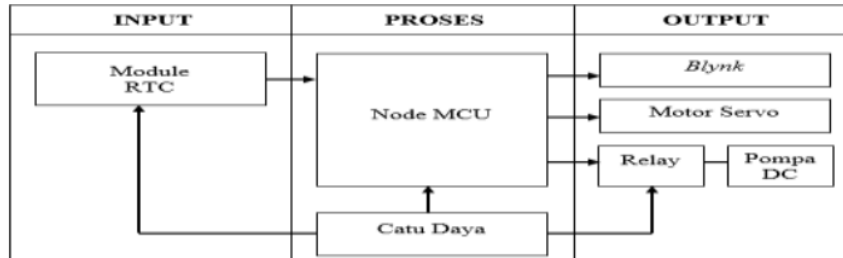 INPUT
PROSES
OUTPUT
Module
RTC
Node MCU
Blynk
Motor Servo
Relay
Pompa
DC
Catu Daya